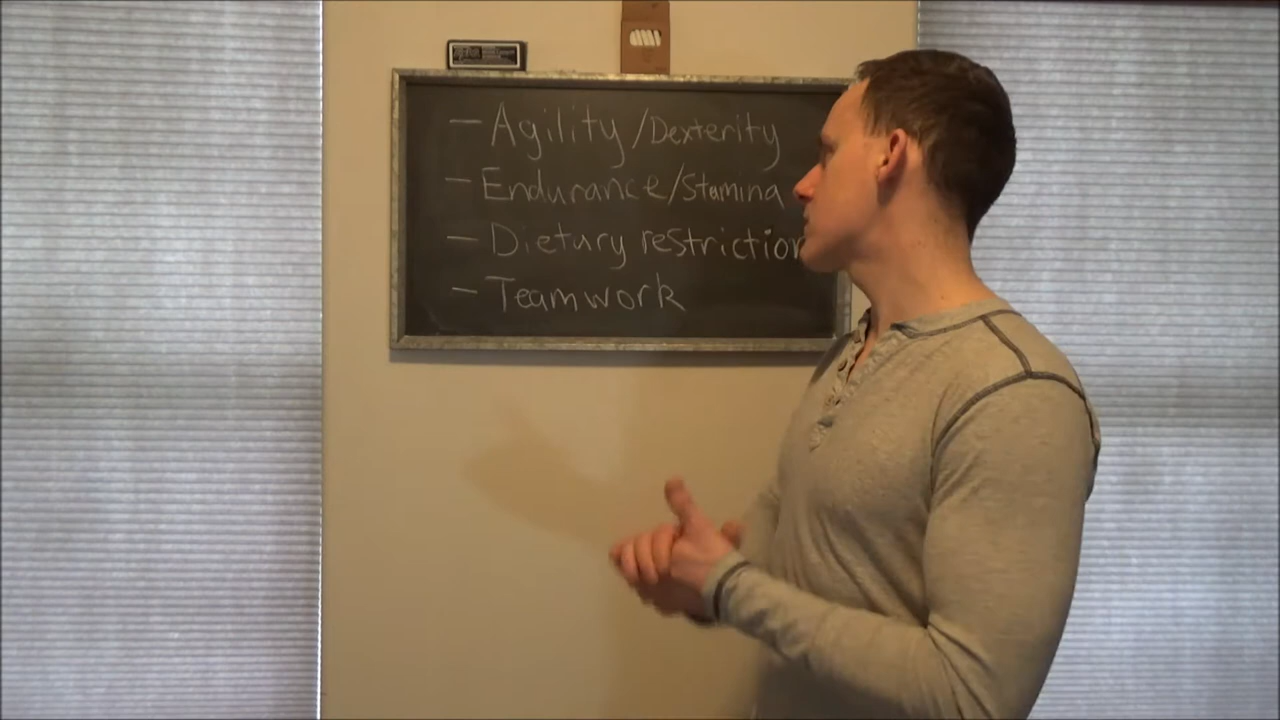 - Agility/Dexterity
- Endurance/Stamina
- Dietary restriction
- Teamwork